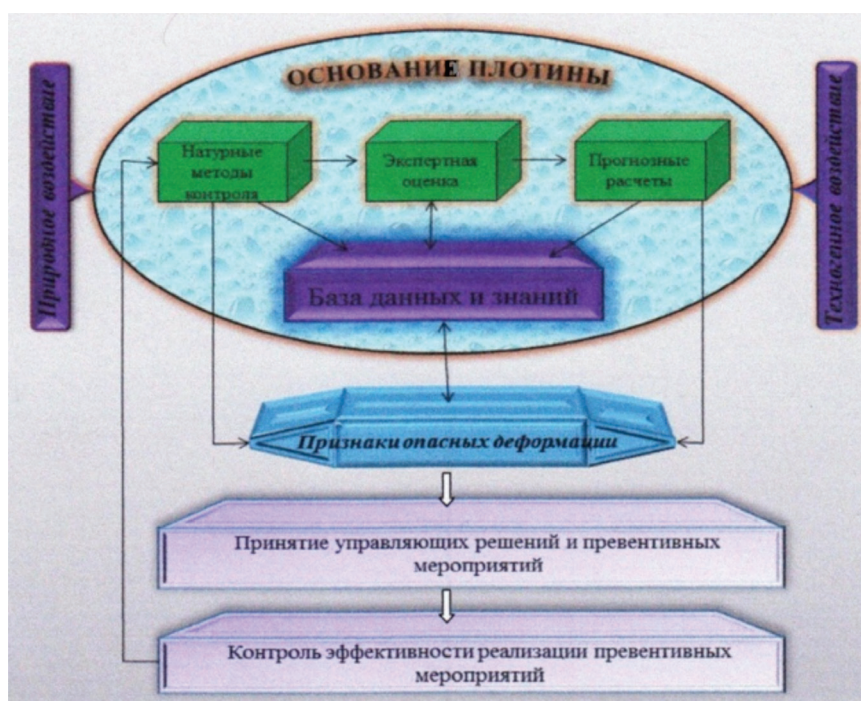 ОСНОВАНИЕ ПЛОТИНЫ
Природное воздействие
Техногенное воздействие
Натурные
методы
контроля
Экспертная
оценка
Прогнозные
расчеты
База данных и знаний
Признаки опасных деформации
Принятие управляющих решений и превентивных
мероприятий
Контроль эффективности реализации превентивных
мероприятий